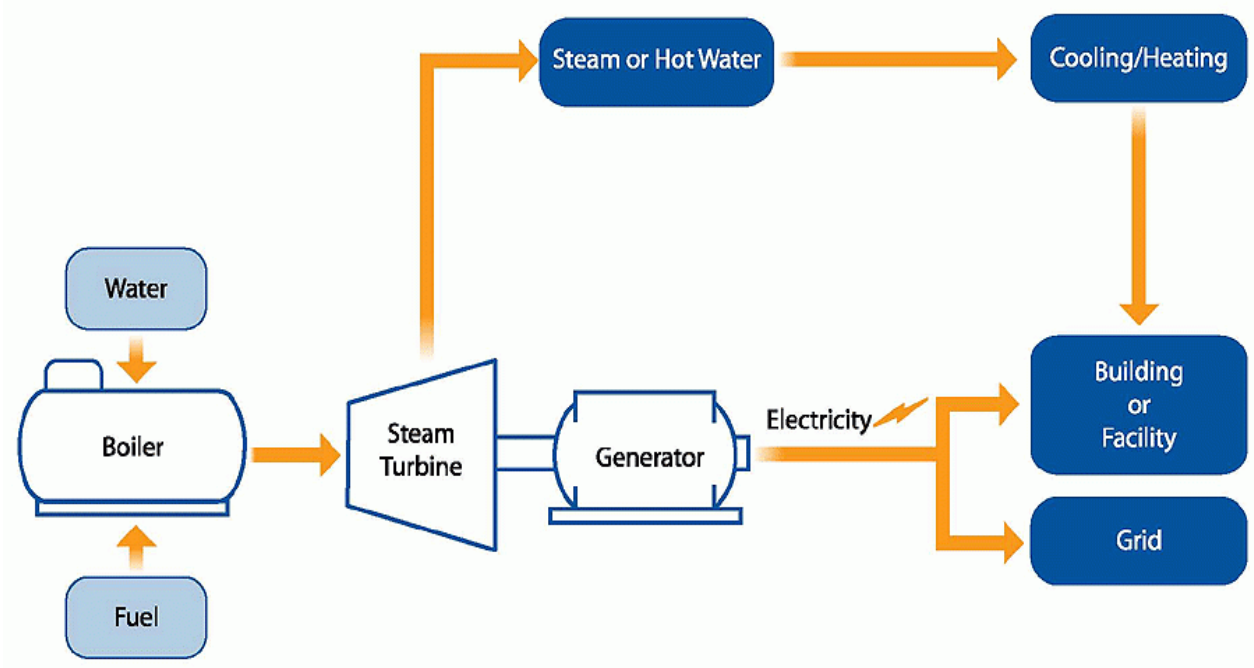 Steam or Hot Water
Cooling/Heating
Water
Boiler
Fuel
Steam
Turbine
Generator
Electricity
Building
or
Facility
Grid